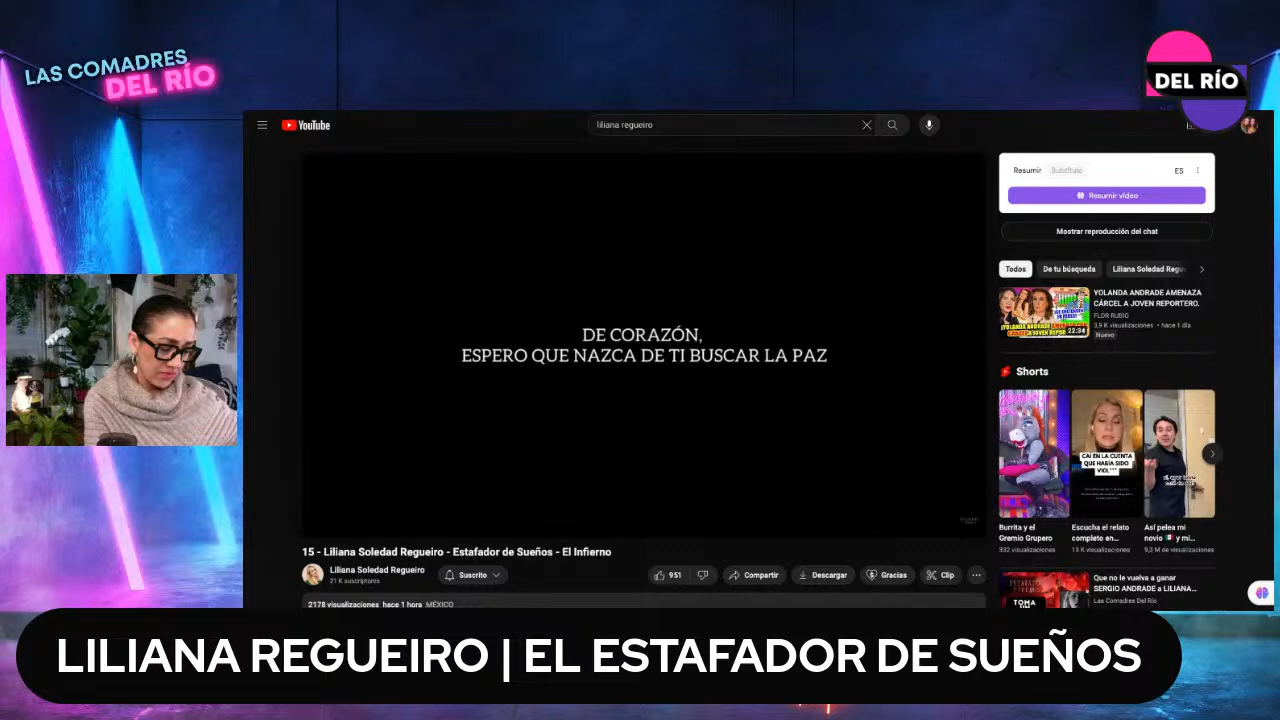 LAS COMADRES
DEL RÍO
DEL RÍO
YouTube
liliana regueiro
DE CORAZÓN,
ESPERO QUE NAZCA DE TI BUSCAR LA PAZ
15 - Liliana Soledad Regueiro - Estafador de Sueños - El Infierno
Liliana Soledad Regueiro
21 K suscriptores
Suscrito
951
Compartir
Descargar
Gracias
Clip
2178 visualizaciones hace 1 hora MÉXICO
Resumir Subtítulo ES
Resumir vídeo
Mostrar reproducción del chat
Todos De tu búsqueda Liliana Soledad Regu
YOLANDA ANDRADE AMENAZA
CÁRCEL A JOVEN REPORTERO.
FLOR RUBIO
3,9 K visualizaciones • hace 1 día
Nuevo
22:34
Shorts
CAÍ EN LA CUENTA
QUE HABÍA SIDO
VIOL***
Burrita y el
Gremio Grupero
332 visualizaciones
Escucha el relato
completo en...
13 K visualizaciones
Así pelea mi
novio 🇲🇽 y mi...
9,3 M de visualizaciones
TOMA
Que no le vuelva a ganar
SERGIO ANDRADE a LILIANA...
Las Comadres Del Río
LILIANA REGUEIRO | EL ESTAFADOR DE SUEÑOS